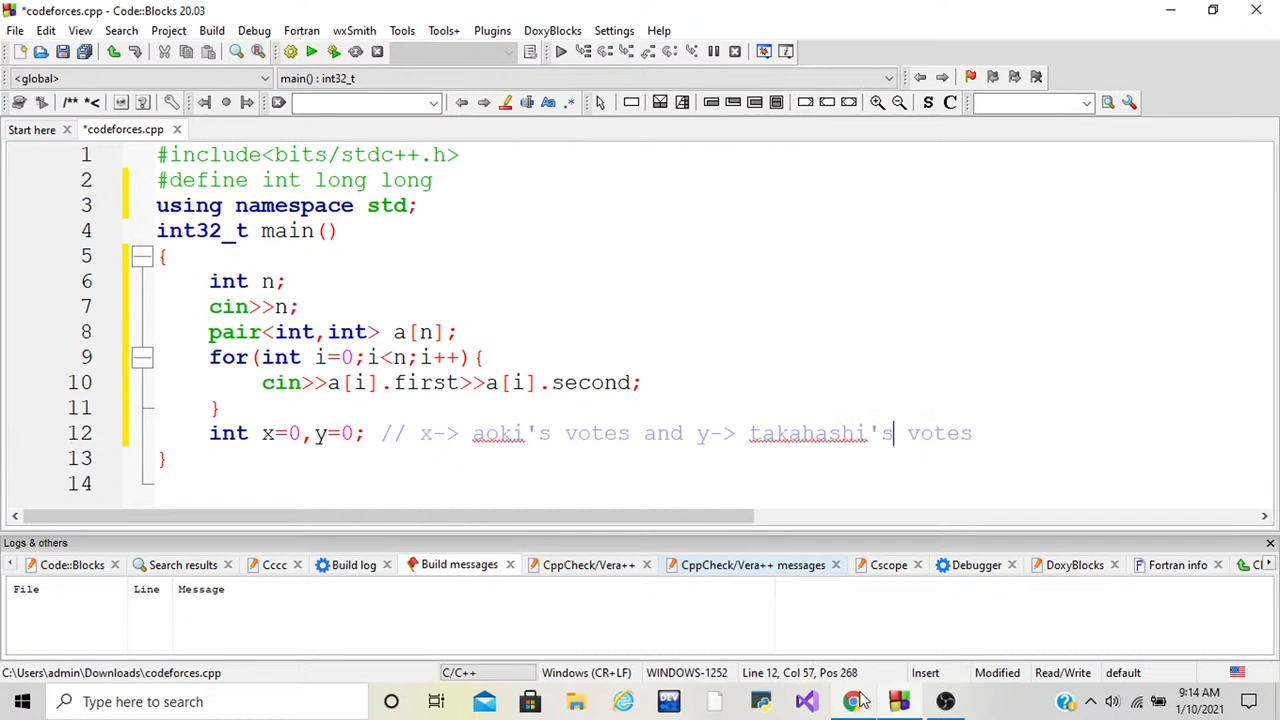 *codeforces.cpp - Code::Blocks 20.03
File Edit View Search Project Build Debug Fortran wxSmith Tools Tools+ Plugins DoxyBlocks Settings Help
<global> main() : int32_t
/** *< Aa .* S C
Start here *codeforces.cpp
1 #include<bits/stdc++.h>
2 #define int long long
3 using namespace std;
4 int32_t main()
5 {
6 int n;
7 cin>>n;
8 pair<int,int> a[n];
9 for(int i=0;i<n;i++){
10 cin>>a[i].first>>a[i].second;
11 }
12 int x=0,y=0; // x-> aoki's votes and y-> takahashi's votes
13 }
14
Logs & others
Code::Blocks Search results Cccc Build log Build messages CppCheck/Vera++ CppCheck/Vera++ messages Cscope Debugger DoxyBlocks Fortran info Cl
File Line Message
C:\Users\admin\Downloads\codeforces.cpp C/C++ Windows (CR+LF) WINDOWS-1252 Line 12, Col 57, Pos 268 Insert Modified Read/Write default
Type here to search DEV 9:14 AM
1/10/2021